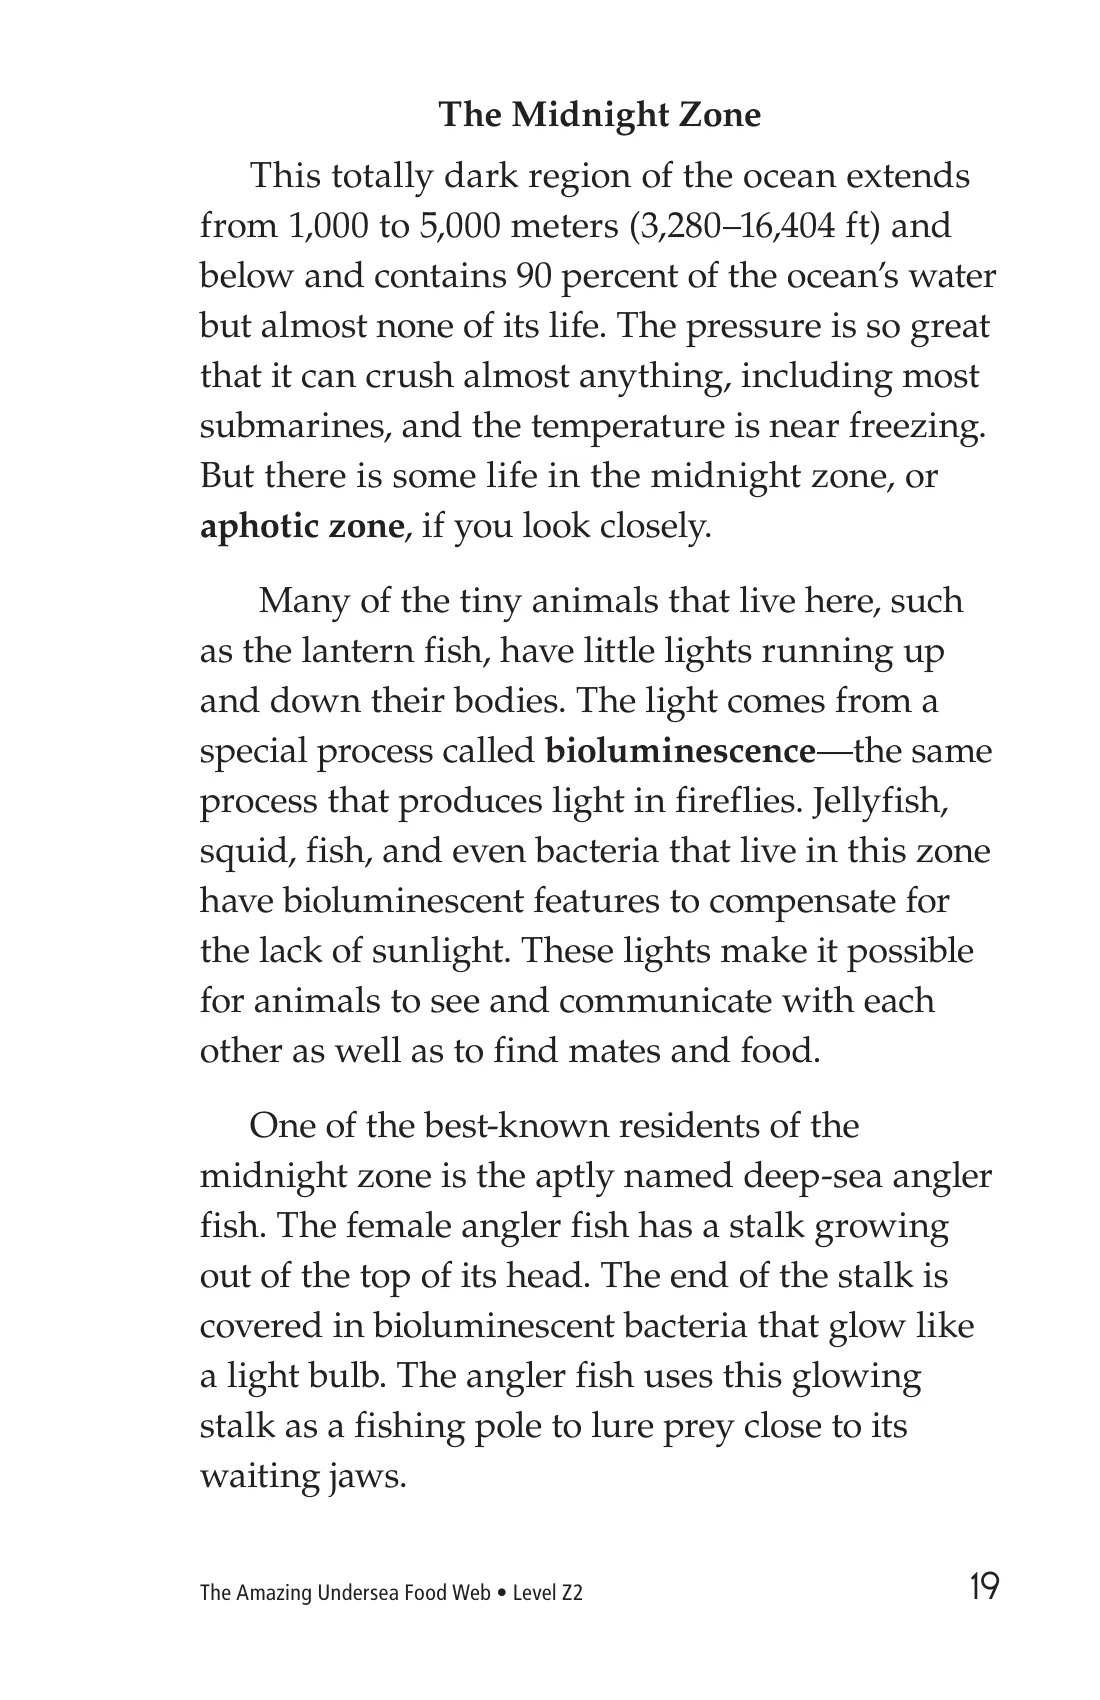 The Midnight Zone
This totally dark region of the ocean extends
from 1,000 to 5,000 meters (3,280–16,404 ft) and
below and contains 90 percent of the ocean’s water
but almost none of its life. The pressure is so great
that it can crush almost anything, including most
submarines, and the temperature is near freezing.
But there is some life in the midnight zone, or
aphotic zone, if you look closely.
Many of the tiny animals that live here, such
as the lantern fish, have little lights running up
and down their bodies. The light comes from a
special process called bioluminescence—the same
process that produces light in fireflies. Jellyfish,
squid, fish, and even bacteria that live in this zone
have bioluminescent features to compensate for
the lack of sunlight. These lights make it possible
for animals to see and communicate with each
other as well as to find mates and food.
One of the best-known residents of the
midnight zone is the aptly named deep-sea angler
fish. The female angler fish has a stalk growing
out of the top of its head. The end of the stalk is
covered in bioluminescent bacteria that glow like
a light bulb. The angler fish uses this glowing
stalk as a fishing pole to lure prey close to its
waiting jaws.
The Amazing Undersea Food Web • Level Z2
19